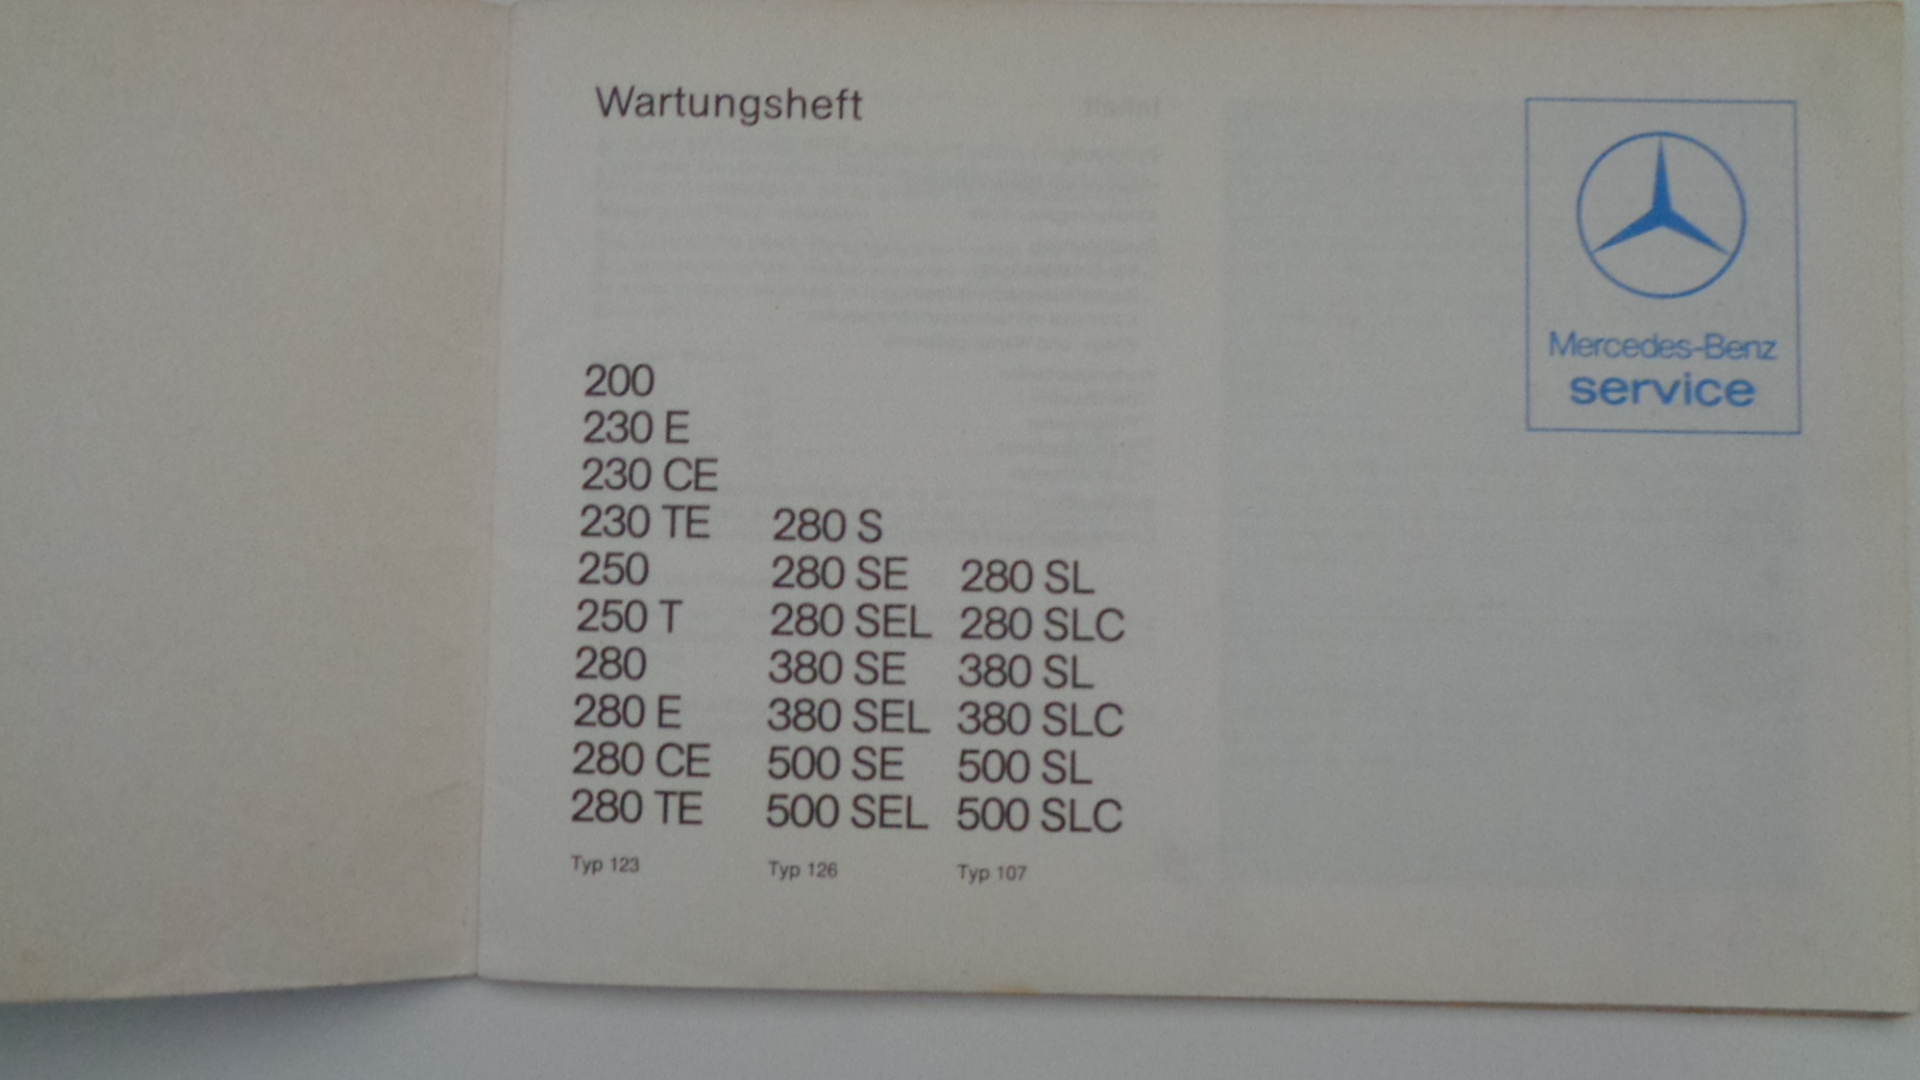 Wartungsheft
Mercedes-Benz
service
200
230 E
230 CE
230 TE
250
250 T
280
280 E
280 CE
280 TE
Typ 123
280 S
280 SE
280 SEL
380 SE
380 SEL
500 SE
500 SEL
Typ 126
280 SL
280 SLC
380 SL
380 SLC
500 SL
500 SLC
Typ 107